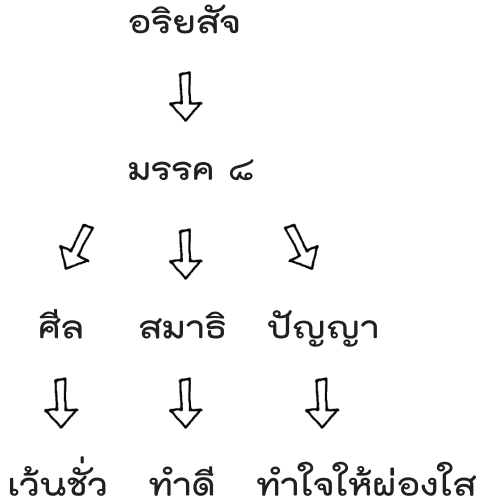 อริยสัจ
มรรค ๘
ศีล สมาธิ ปัญญา
เว้นชั่ว ทำดี ทำใจให้ผ่องใส